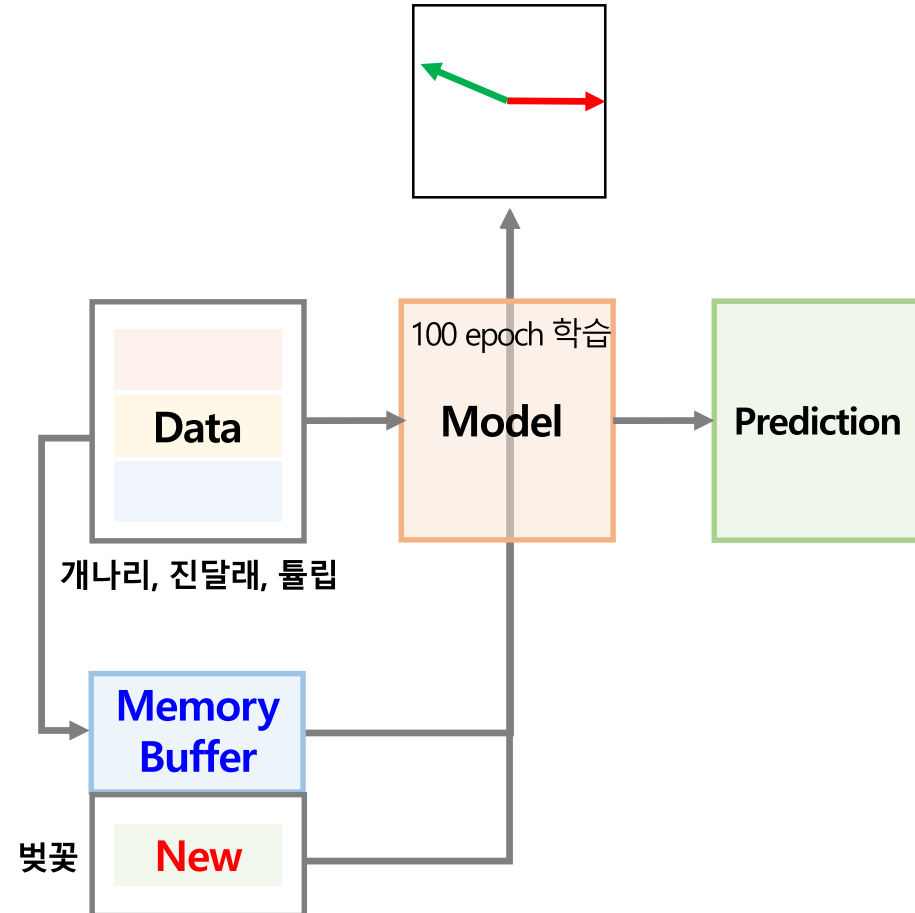 100 epoch 학습
Data
Model
Prediction
개나리, 진달래, 튤립
Memory
Buffer
벚꽃
New